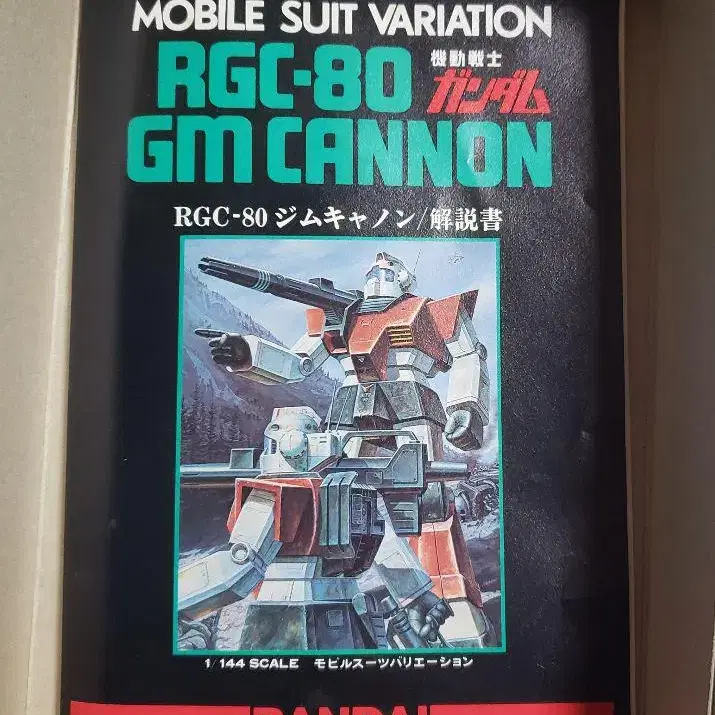 MOBILE SUIT VARIATION
RGC-80
機動戦士
ガンダム
GM CANNON
RGC-80 ジムキャノン/解説書
1/144 SCALE モビルスーツバリエーション
BANDAI